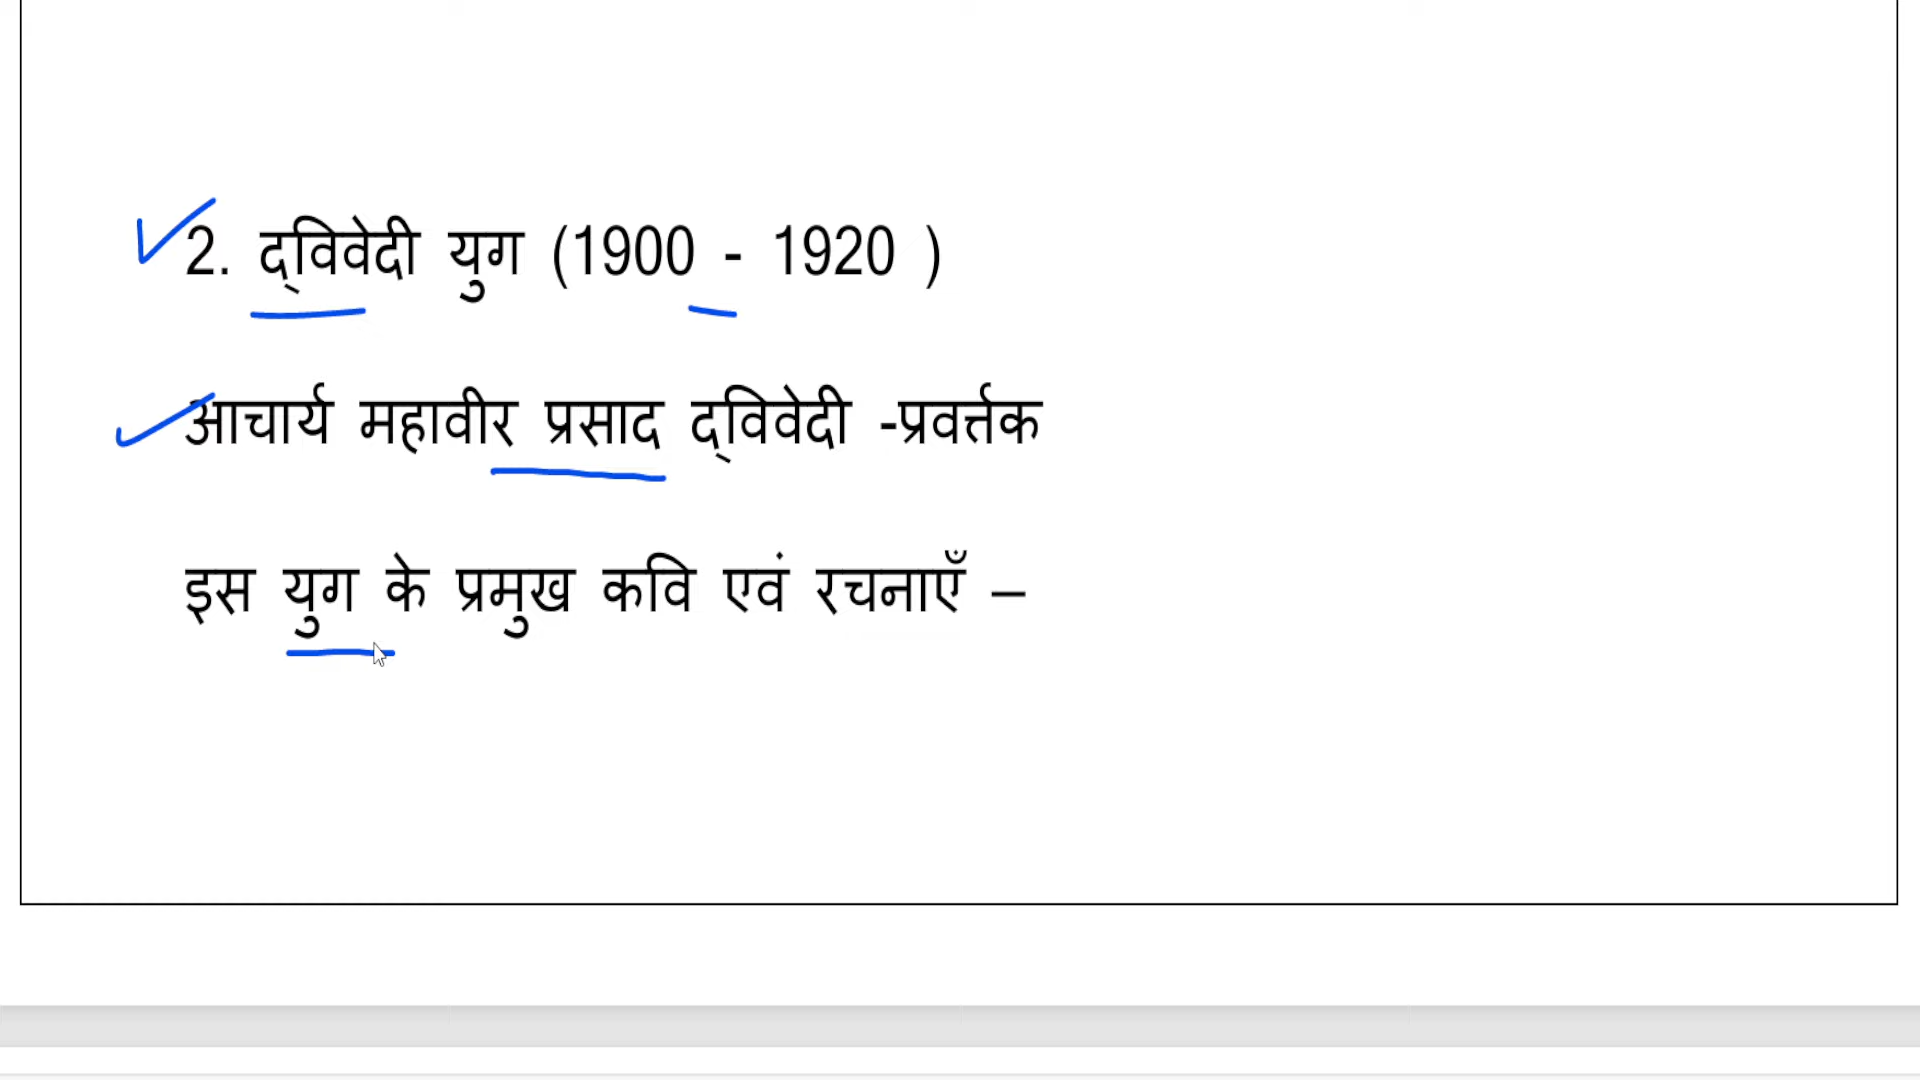 2. द्विवेदी युग (1900 - 1920 )
आचार्य महावीर प्रसाद द्विवेदी -प्रवर्त्तक
इस युग के प्रमुख कवि एवं रचनाएँ –